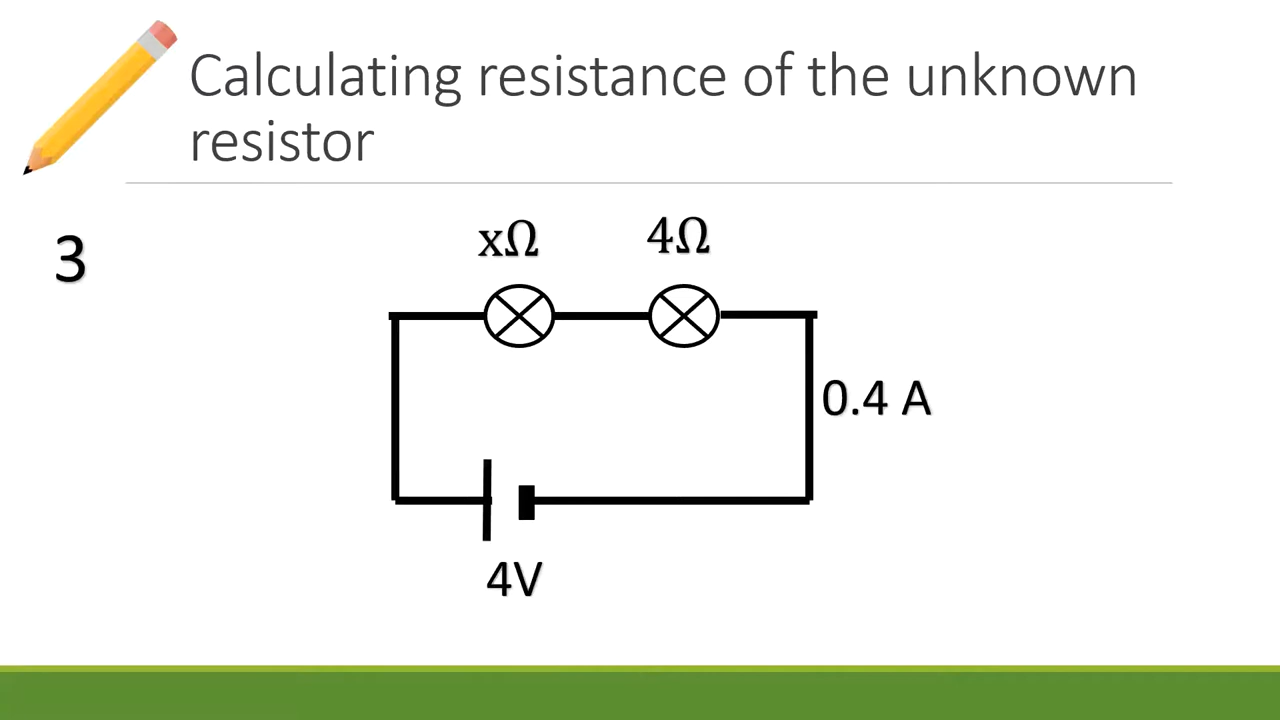 Calculating resistance of the unknown
resistor
3
xΩ
4Ω
0.4 A
4V